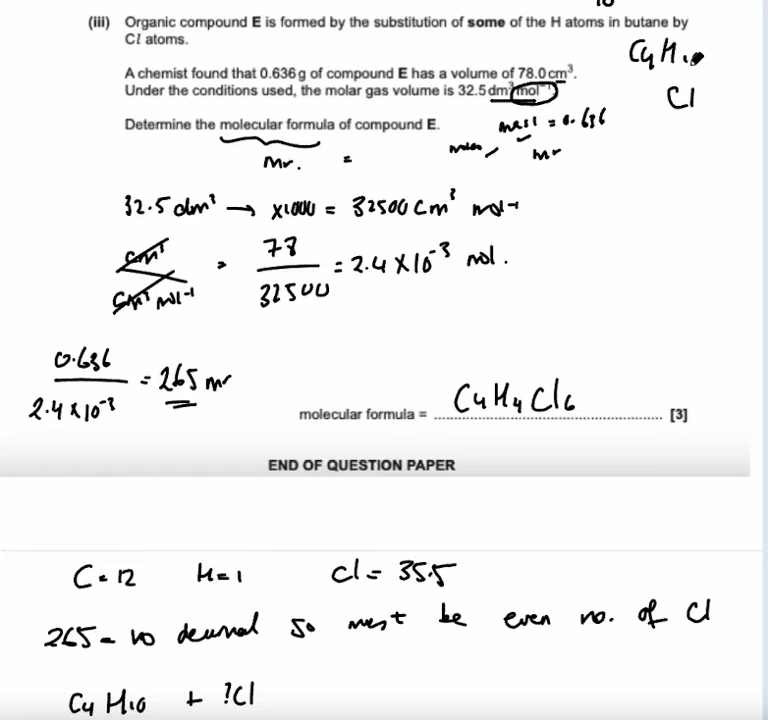 (iii) Organic compound E is formed by the substitution of some of the H atoms in butane by
Cl atoms.
C4H10
A chemist found that 0.636 g of compound E has a volume of 78.0 cm³.
Under the conditions used, the molar gas volume is 32.5 dm³ mol⁻¹
Cl
Determine the molecular formula of compound E.
mass = 0.636
moles Mr
Mr. =
32.5 dm³ → x1000 = 32500 cm³ mol-1
cm³ = 78 = 2.4 x 10⁻³ mol.
cm³ mol-1 32500
0.636 = 265 mr
2.4 x 10⁻³
molecular formula = C4H4Cl6 [3]
END OF QUESTION PAPER
C = 12 H = 1 Cl = 35.5
265 = no decimal so must be even no. of Cl
C4H10 + ?Cl